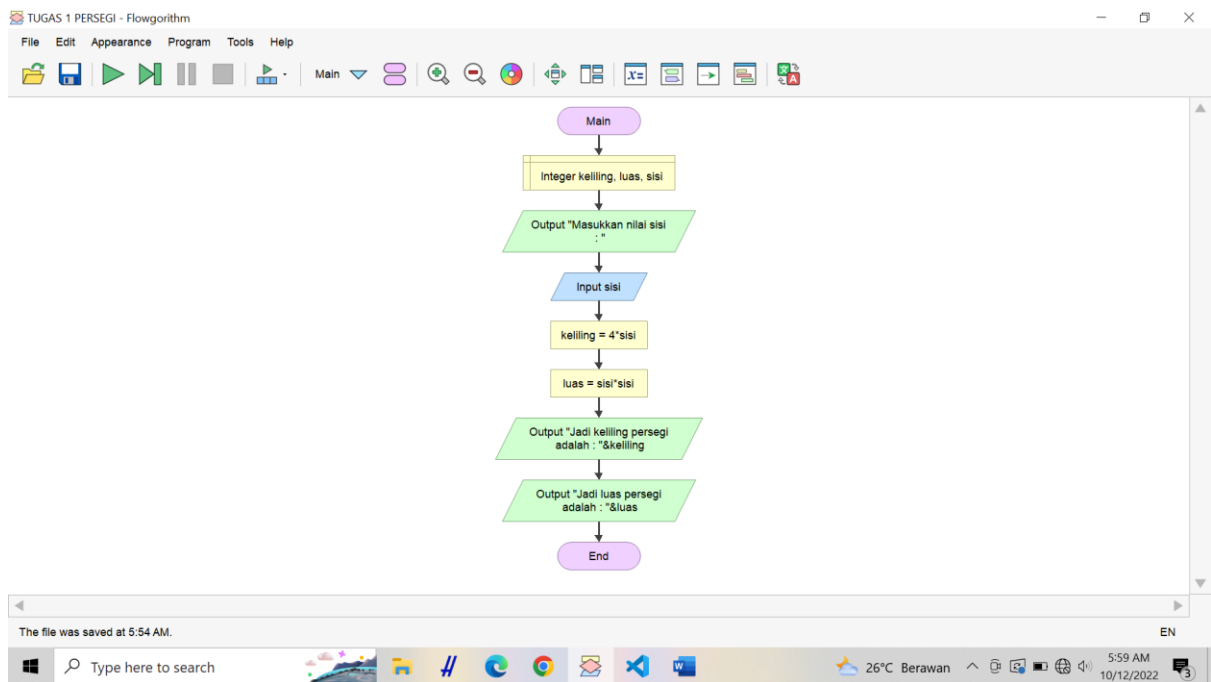 TUGAS 1 PERSEGI - Flowgorithm
File Edit Appearance Program Tools Help
Main
x=
Main
Integer keliling, luas, sisi
Output "Masukkan nilai sisi
: "
Input sisi
keliling = 4*sisi
luas = sisi*sisi
Output "Jadi keliling persegi
adalah : "&keliling
Output "Jadi luas persegi
adalah : "&luas
End
The file was saved at 5:54 AM.
EN
Type here to search
26°C Berawan
5:59 AM
10/12/2022
3